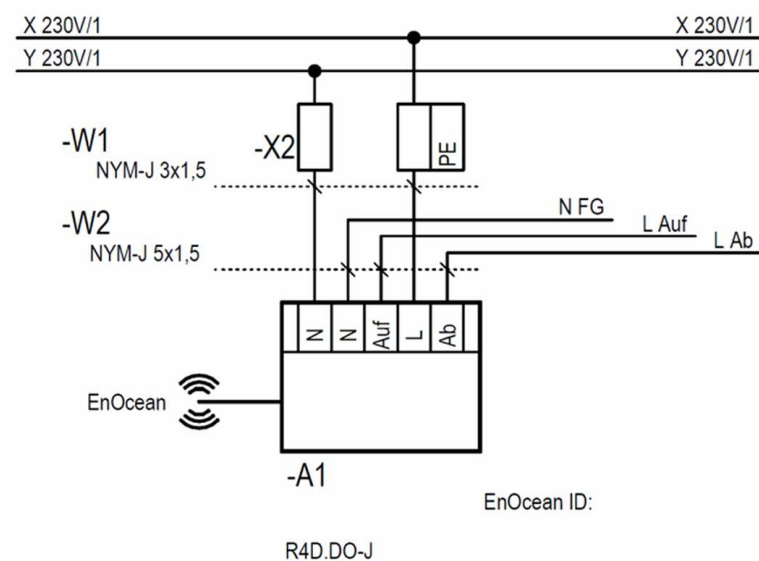 X 230V/1 X 230V/1
Y 230V/1 Y 230V/1
-W1 -X2 PE
NYM-J 3x1,5
-W2 N FG
NYM-J 5x1,5 L Auf
L Ab
N N Auf L Ab
EnOcean
-A1
EnOcean ID:
R4D.DO-J